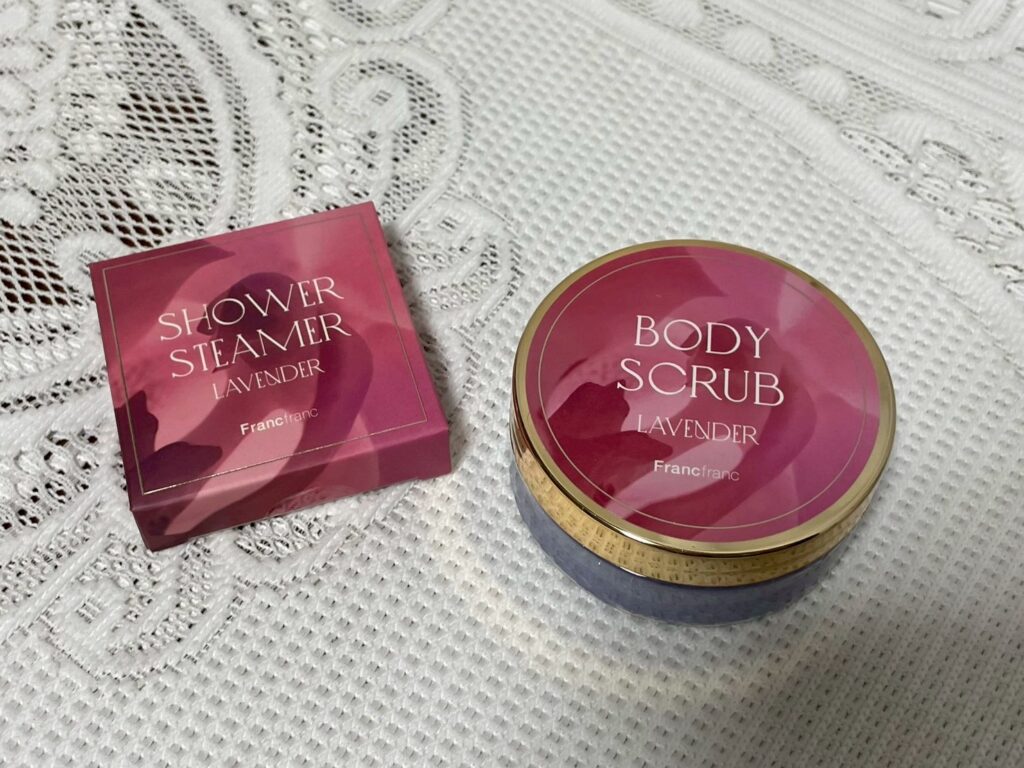 SHOWER
STEAMER
LAVENDER
Francfranc
BODY
SCRUB
LAVENDER
Francfranc